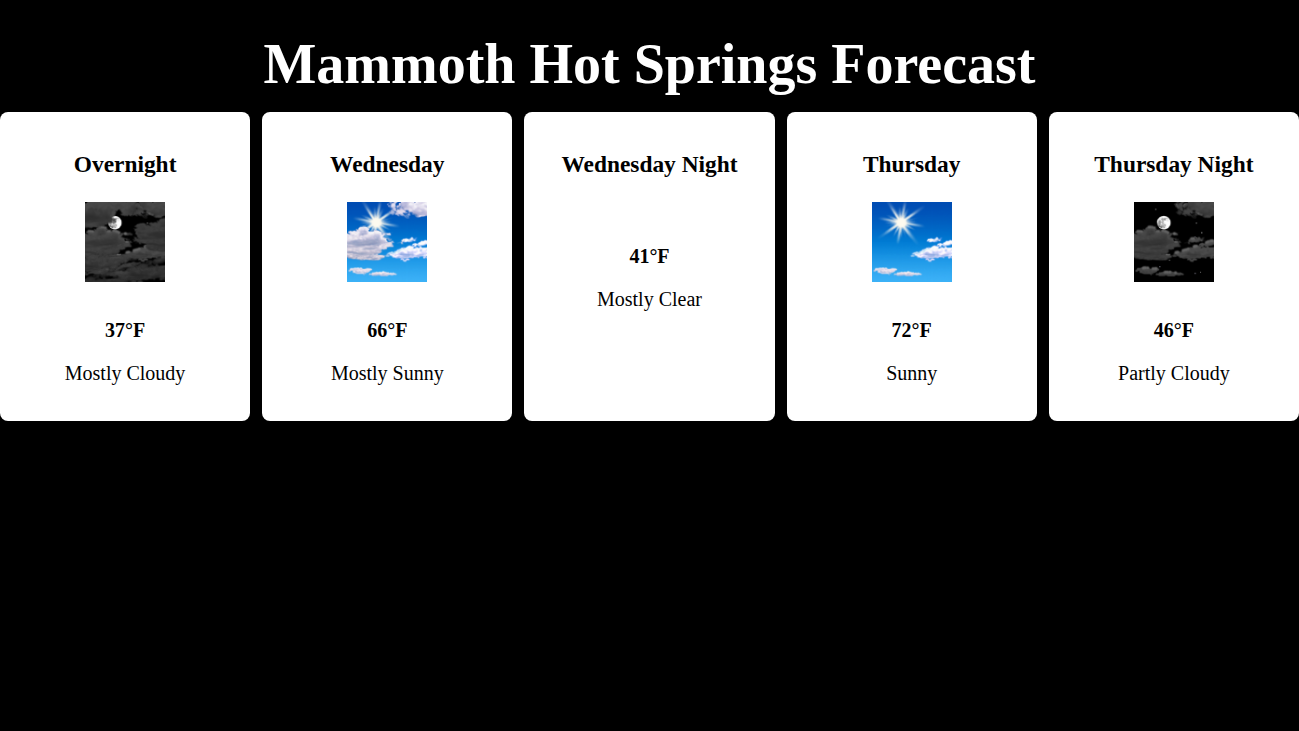 Mammoth Hot Springs Forecast
Overnight
37°F
Mostly Cloudy
Wednesday
66°F
Mostly Sunny
Wednesday Night
41°F
Mostly Clear
Thursday
72°F
Sunny
Thursday Night
46°F
Partly Cloudy